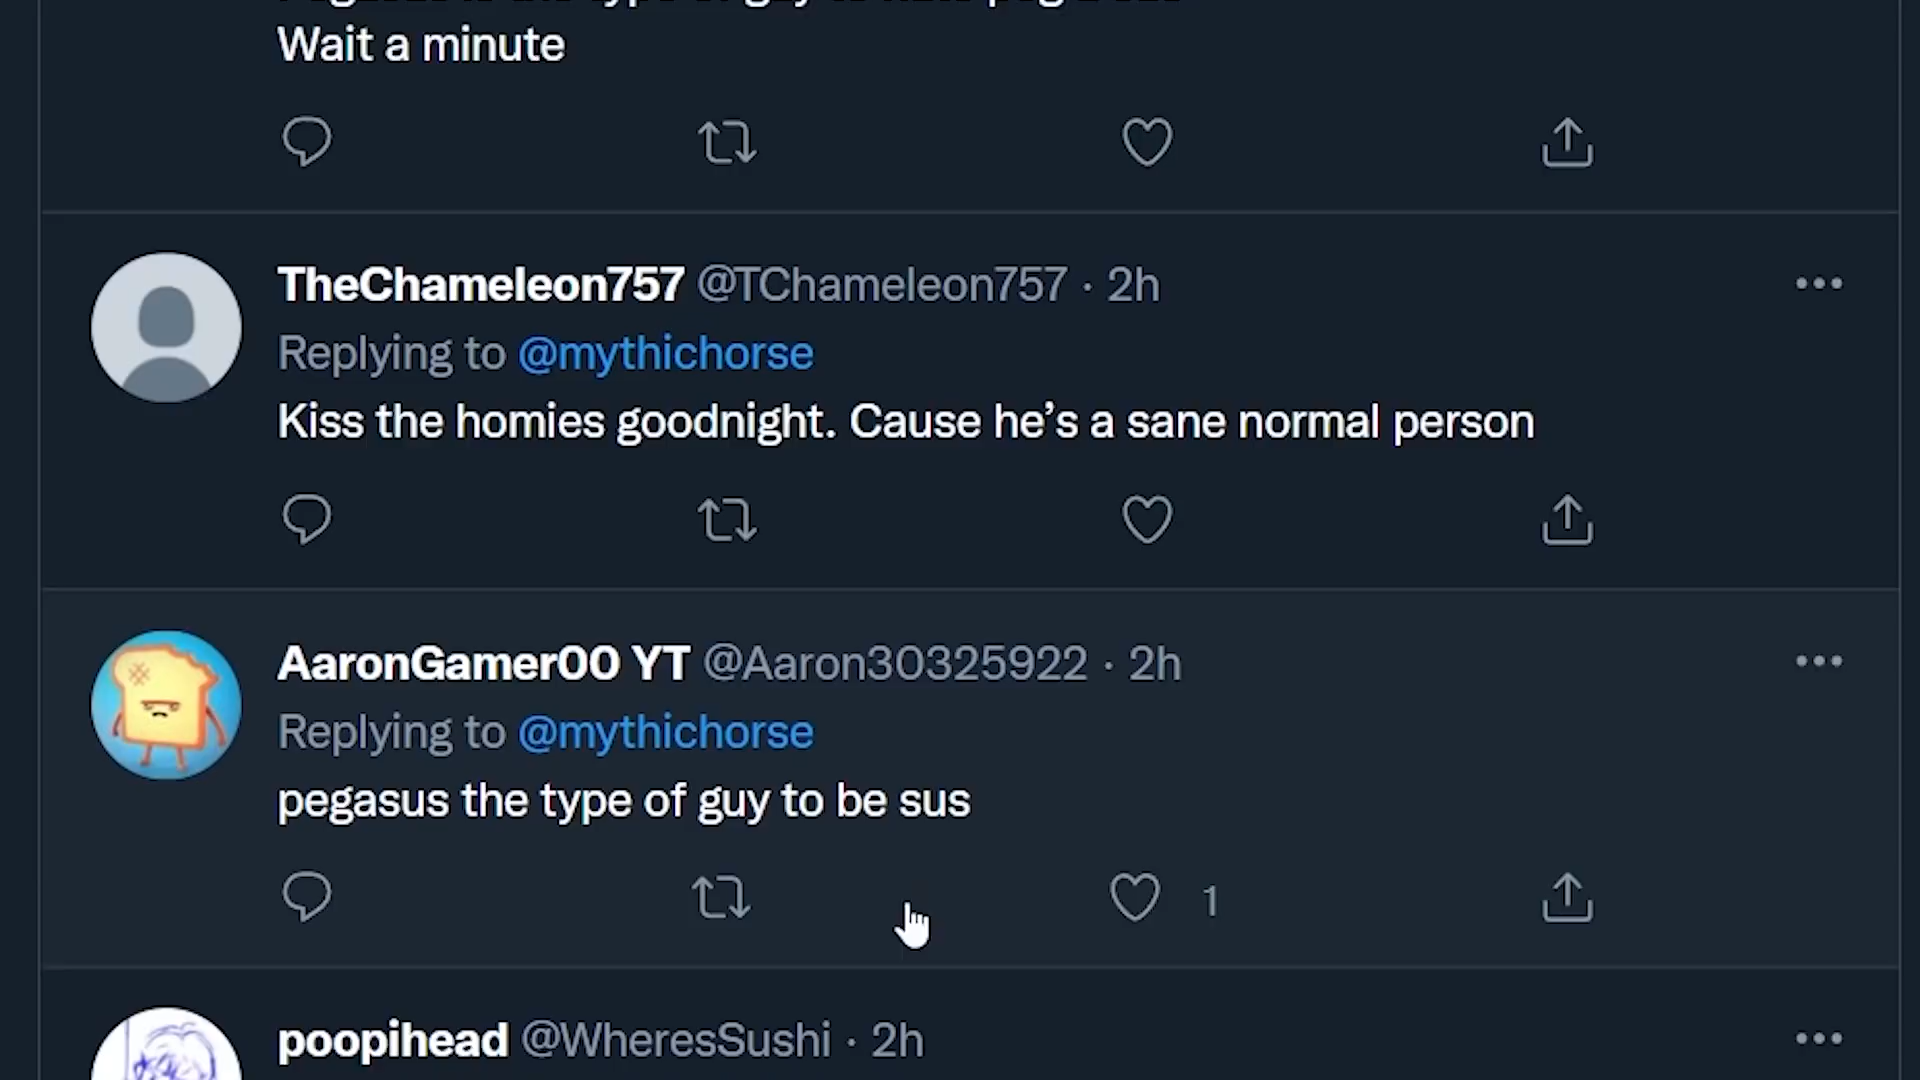 Wait a minute
TheChameleon757 @TChameleon757 · 2h
Replying to @mythichorse
Kiss the homies goodnight. Cause he’s a sane normal person
AaronGamer00 YT @Aaron30325922 · 2h
Replying to @mythichorse
pegasus the type of guy to be sus
1
poopihead @WheresSushi · 2h